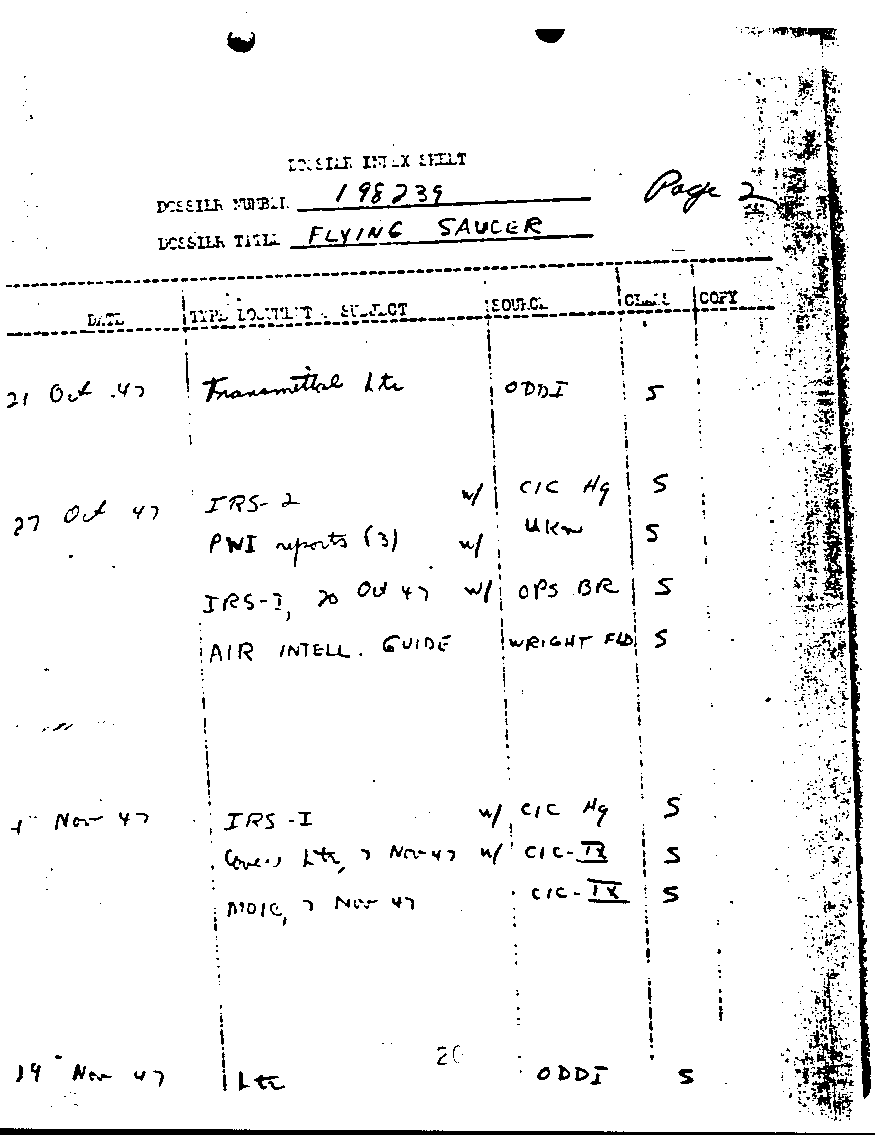 DOSSIER INDEX SHEET
DOSSIER NUMBER 198239 Page 2
DOSSIER TITLE FLYING SAUCER
DATE TYPE DOCUMENT & SUBJECT SOURCE CLASS COPY
21 Oct 47 Transmittal Ltr ODDI S
27 Oct 47 IRS-2 w/ CIC Hq S
PWI reports (3) w/ UKn S
IRS-I, 20 Oct 47 w/ OPS BR S
AIR INTELL. GUIDE WRIGHT FLD S
Nov 47 IRS-I w/ CIC Hq S
Cover Ltr, 7 Nov 47 w/ CIC-IX S
MOIC, 7 Nov 47 CIC-IX S
20
19 Nov 47 Ltr ODDI S